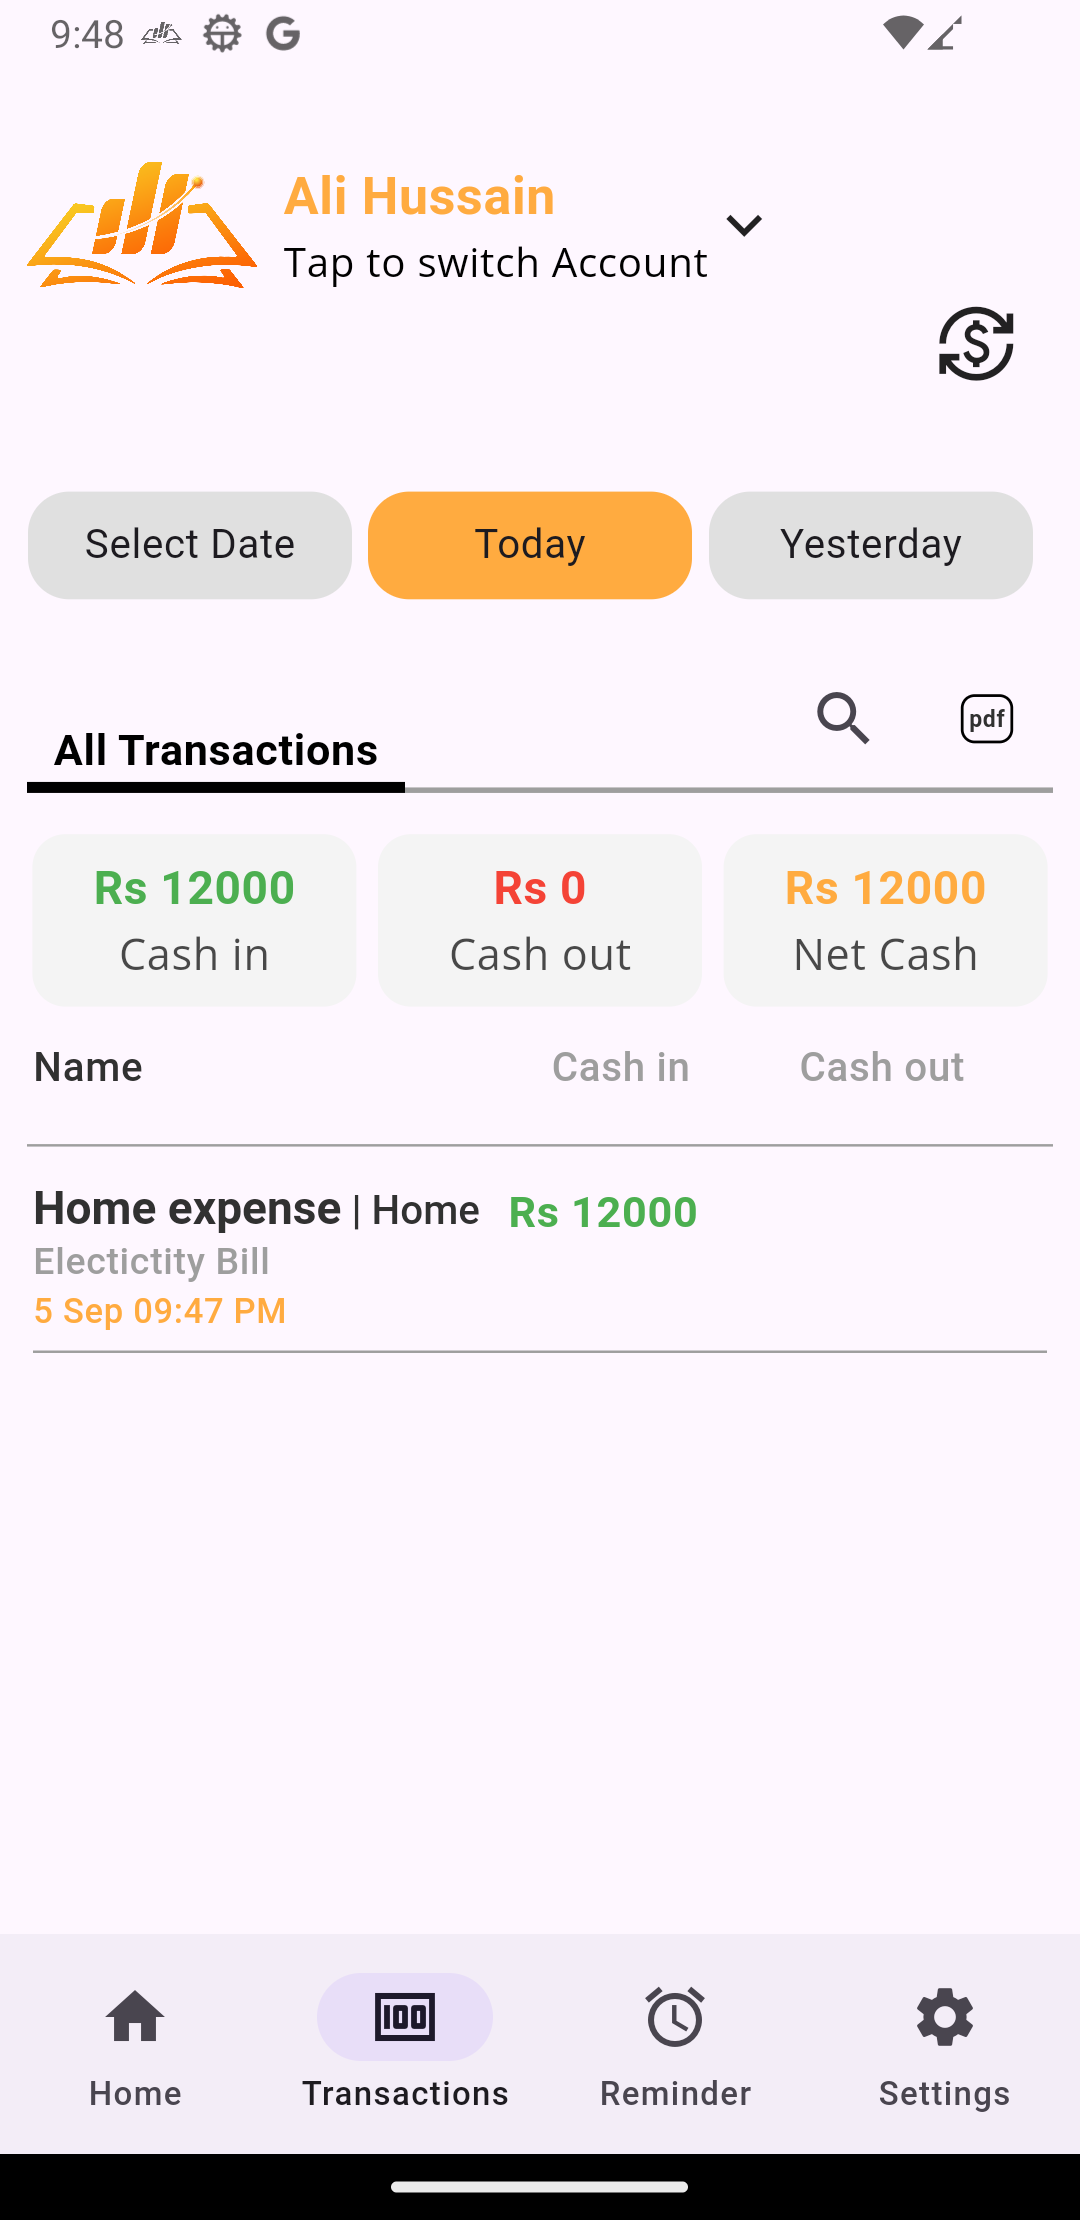 9:48
Ali Hussain
Tap to switch Account
Select Date Today Yesterday
pdf
All Transactions
Rs 12000 Rs 0 Rs 12000
Cash in Cash out Net Cash
Name Cash in Cash out
Home expense | Home Rs 12000
Electictity Bill
5 Sep 09:47 PM
100
Home Transactions Reminder Settings